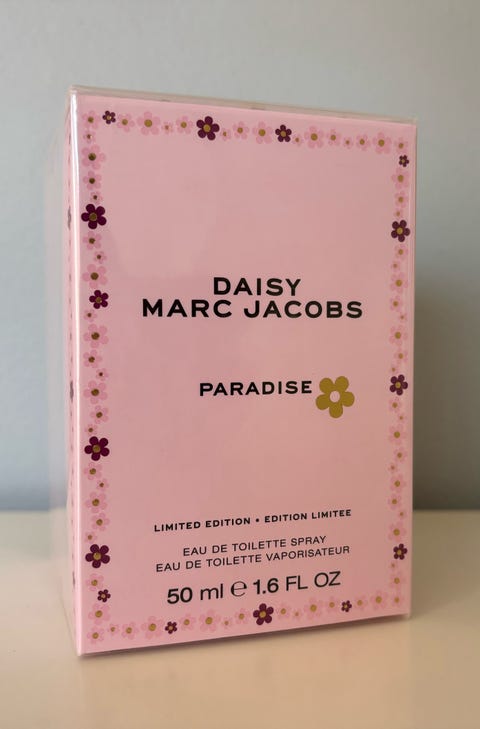 DAISY
MARC JACOBS
PARADISE
LIMITED EDITION • EDITION LIMITEE
EAU DE TOILETTE SPRAY
EAU DE TOILETTE VAPORISATEUR
50 ml ℮ 1.6 FL OZ